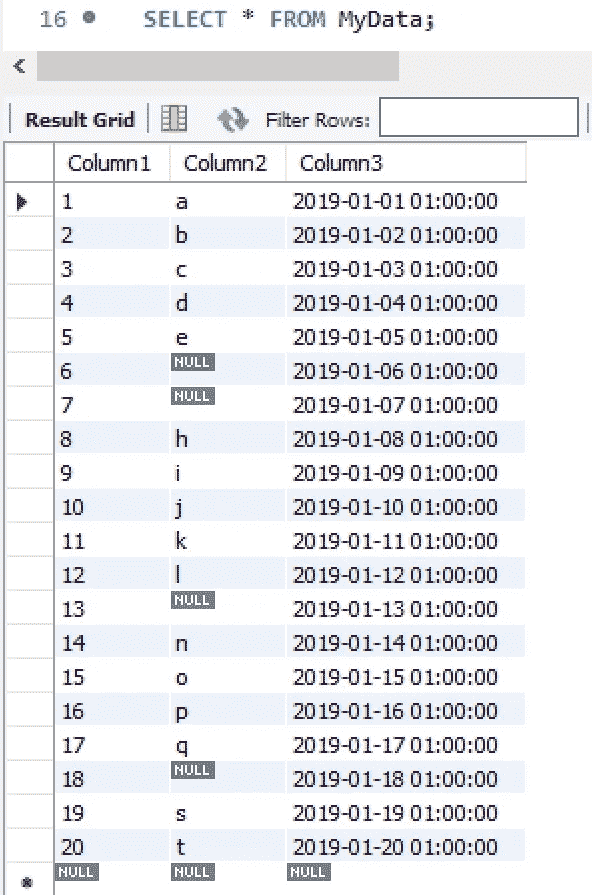 16 SELECT * FROM MyData;
Result Grid Filter Rows:
Column1 Column2 Column3
1 a 2019-01-01 01:00:00
2 b 2019-01-02 01:00:00
3 c 2019-01-03 01:00:00
4 d 2019-01-04 01:00:00
5 e 2019-01-05 01:00:00
6 NULL 2019-01-06 01:00:00
7 NULL 2019-01-07 01:00:00
8 h 2019-01-08 01:00:00
9 i 2019-01-09 01:00:00
10 j 2019-01-10 01:00:00
11 k 2019-01-11 01:00:00
12 l 2019-01-12 01:00:00
13 NULL 2019-01-13 01:00:00
14 n 2019-01-14 01:00:00
15 o 2019-01-15 01:00:00
16 p 2019-01-16 01:00:00
17 q 2019-01-17 01:00:00
18 NULL 2019-01-18 01:00:00
19 s 2019-01-19 01:00:00
20 t 2019-01-20 01:00:00
NULL NULL NULL